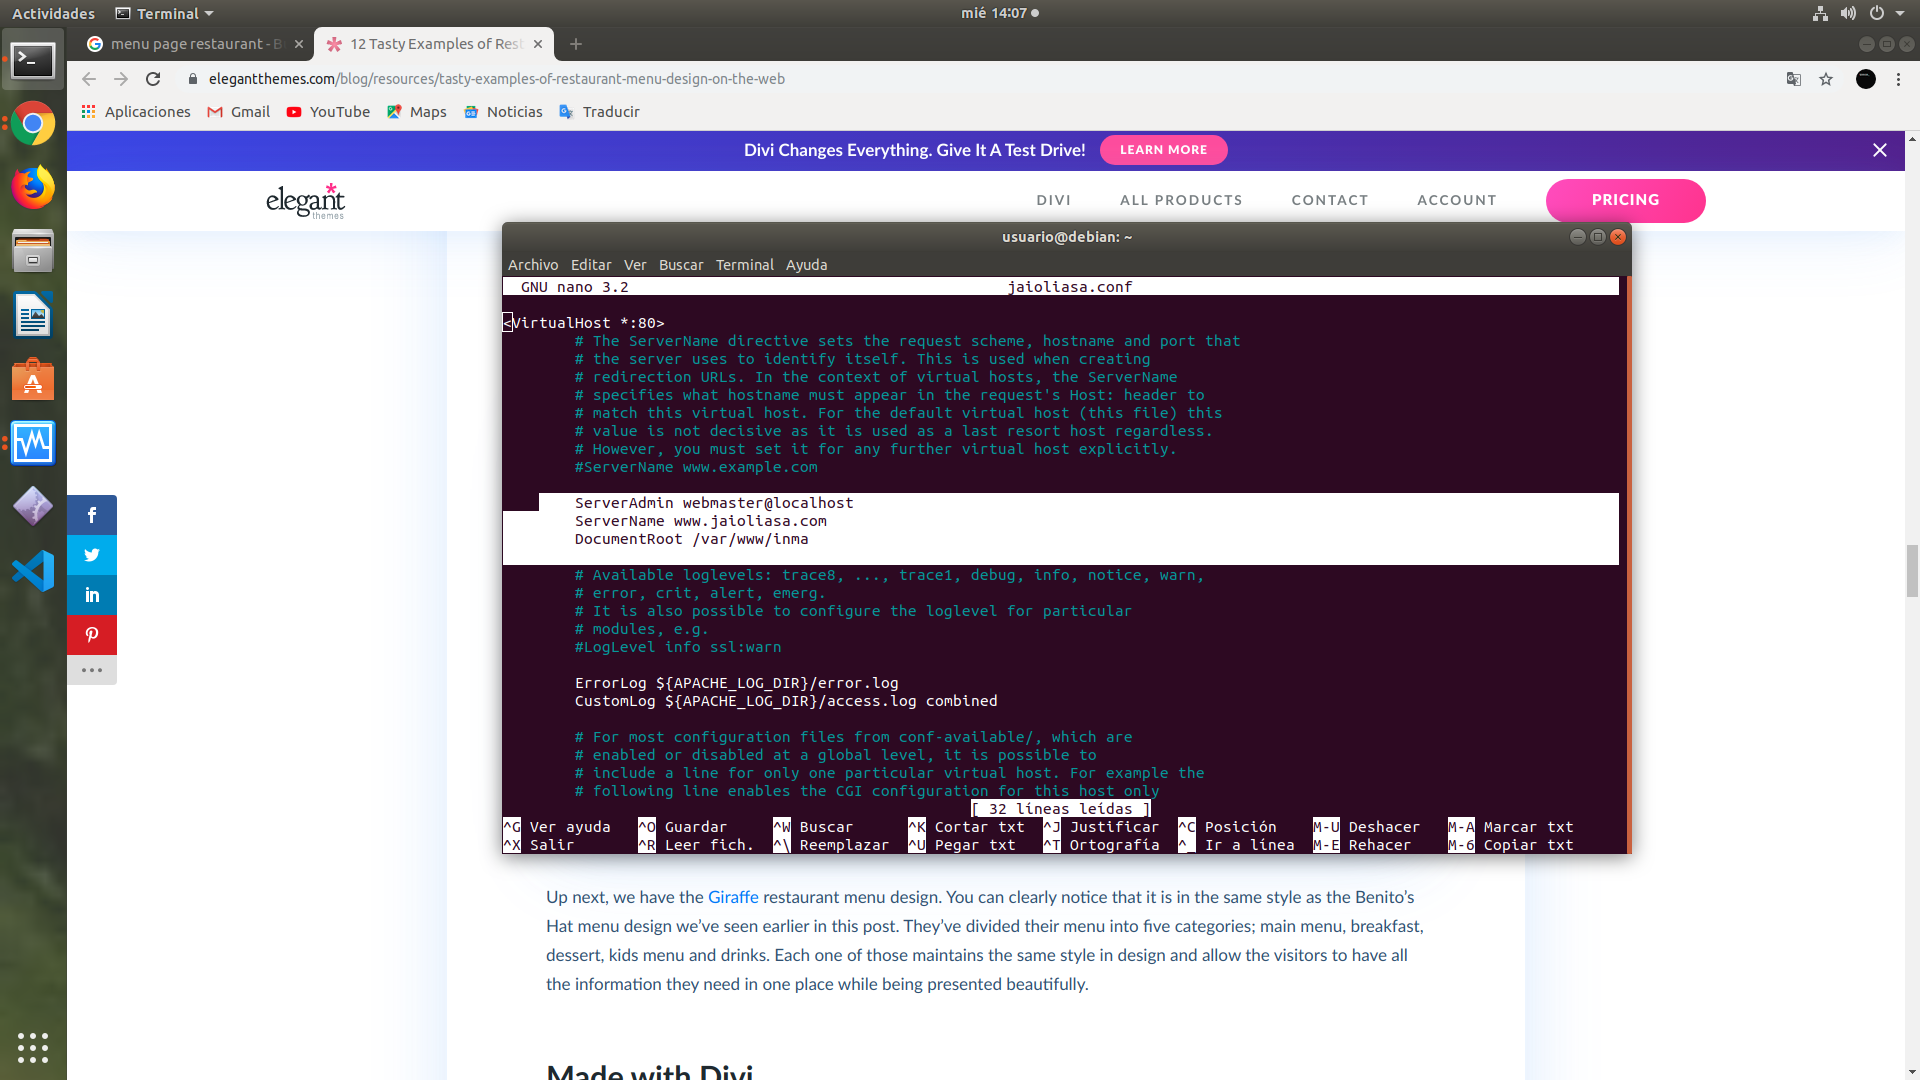 Actividades
Terminal
mié 14:07
menu page restaurant - B
12 Tasty Examples of Rest
elegantthemes.com/blog/resources/tasty-examples-of-restaurant-menu-design-on-the-web
Aplicaciones
Gmail
YouTube
Maps
Noticias
Traducir
Divi Changes Everything. Give It A Test Drive!
LEARN MORE
elegant
themes
DIVI
ALL PRODUCTS
CONTACT
ACCOUNT
PRICING
usuario@debian: ~
Archivo Editar Ver Buscar Terminal Ayuda
GNU nano 3.2 jaioliasa.conf
<VirtualHost *:80>
# The ServerName directive sets the request scheme, hostname and port that
# the server uses to identify itself. This is used when creating
# redirection URLs. In the context of virtual hosts, the ServerName
# specifies what hostname must appear in the request's Host: header to
# match this virtual host. For the default virtual host (this file) this
# value is not decisive as it is used as a last resort host regardless.
# However, you must set it for any further virtual host explicitly.
#ServerName www.example.com
ServerAdmin webmaster@localhost
ServerName www.jaioliasa.com
DocumentRoot /var/www/inma
# Available loglevels: trace8, ..., trace1, debug, info, notice, warn,
# error, crit, alert, emerg.
# It is also possible to configure the loglevel for particular
# modules, e.g.
#LogLevel info ssl:warn
ErrorLog ${APACHE_LOG_DIR}/error.log
CustomLog ${APACHE_LOG_DIR}/access.log combined
# For most configuration files from conf-available/, which are
# enabled or disabled at a global level, it is possible to
# include a line for only one particular virtual host. For example the
# following line enables the CGI configuration for this host only
[ 32 líneas leídas ]
^G Ver ayuda ^O Guardar ^W Buscar ^K Cortar txt ^J Justificar ^C Posición M-U Deshacer M-A Marcar txt
^X Salir ^R Leer fich. ^\ Reemplazar ^U Pegar txt ^T Ortografía ^_ Ir a línea M-E Rehacer M-6 Copiar txt
Up next, we have the Giraffe restaurant menu design. You can clearly notice that it is in the same style as the Benito’s
Hat menu design we’ve seen earlier in this post. They’ve divided their menu into five categories; main menu, breakfast,
dessert, kids menu and drinks. Each one of those maintains the same style in design and allow the visitors to have all
the information they need in one place while being presented beautifully.
Made with Divi